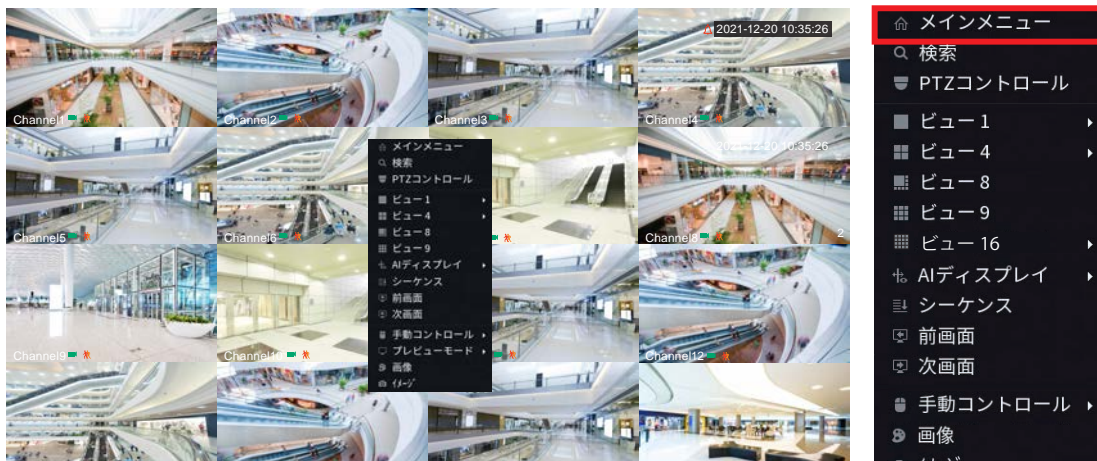 2021-12-20 10:35:26
Channel1
Channel2
Channel3
Channel4
メインメニュー
検索
PTZコントロール
ビュー 1
ビュー 4
ビュー 8
ビュー 9
AIディスプレイ
シーケンス
前画面
次画面
手動コントロール
プレビューモード
画像
イメージ
2021-12-20 10:35:26
Channel5
Channel6
Channel8
2
Channel9
Channel10
Channel12
メインメニュー
検索
PTZコントロール
ビュー 1
ビュー 4
ビュー 8
ビュー 9
ビュー 16
AIディスプレイ
シーケンス
前画面
次画面
手動コントロール
画像